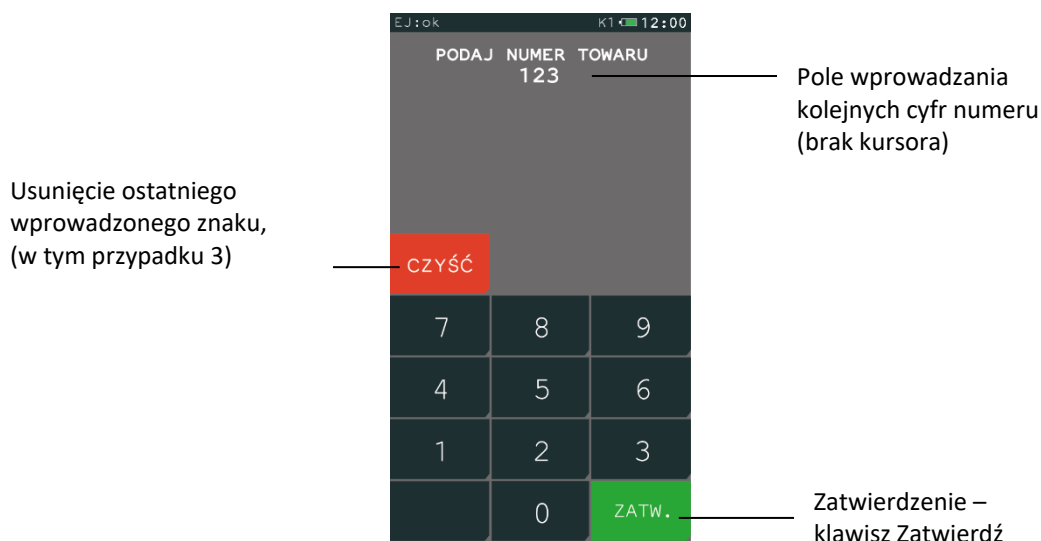 EJ:ok K1 12:00
PODAJ NUMER TOWARU
123
Pole wprowadzania
kolejnych cyfr numeru
(brak kursora)
Usunięcie ostatniego
wprowadzonego znaku,
(w tym przypadku 3)
CZYŚĆ
7 8 9
4 5 6
1 2 3
0 ZATW.
Zatwierdzenie –
klawisz Zatwierdź